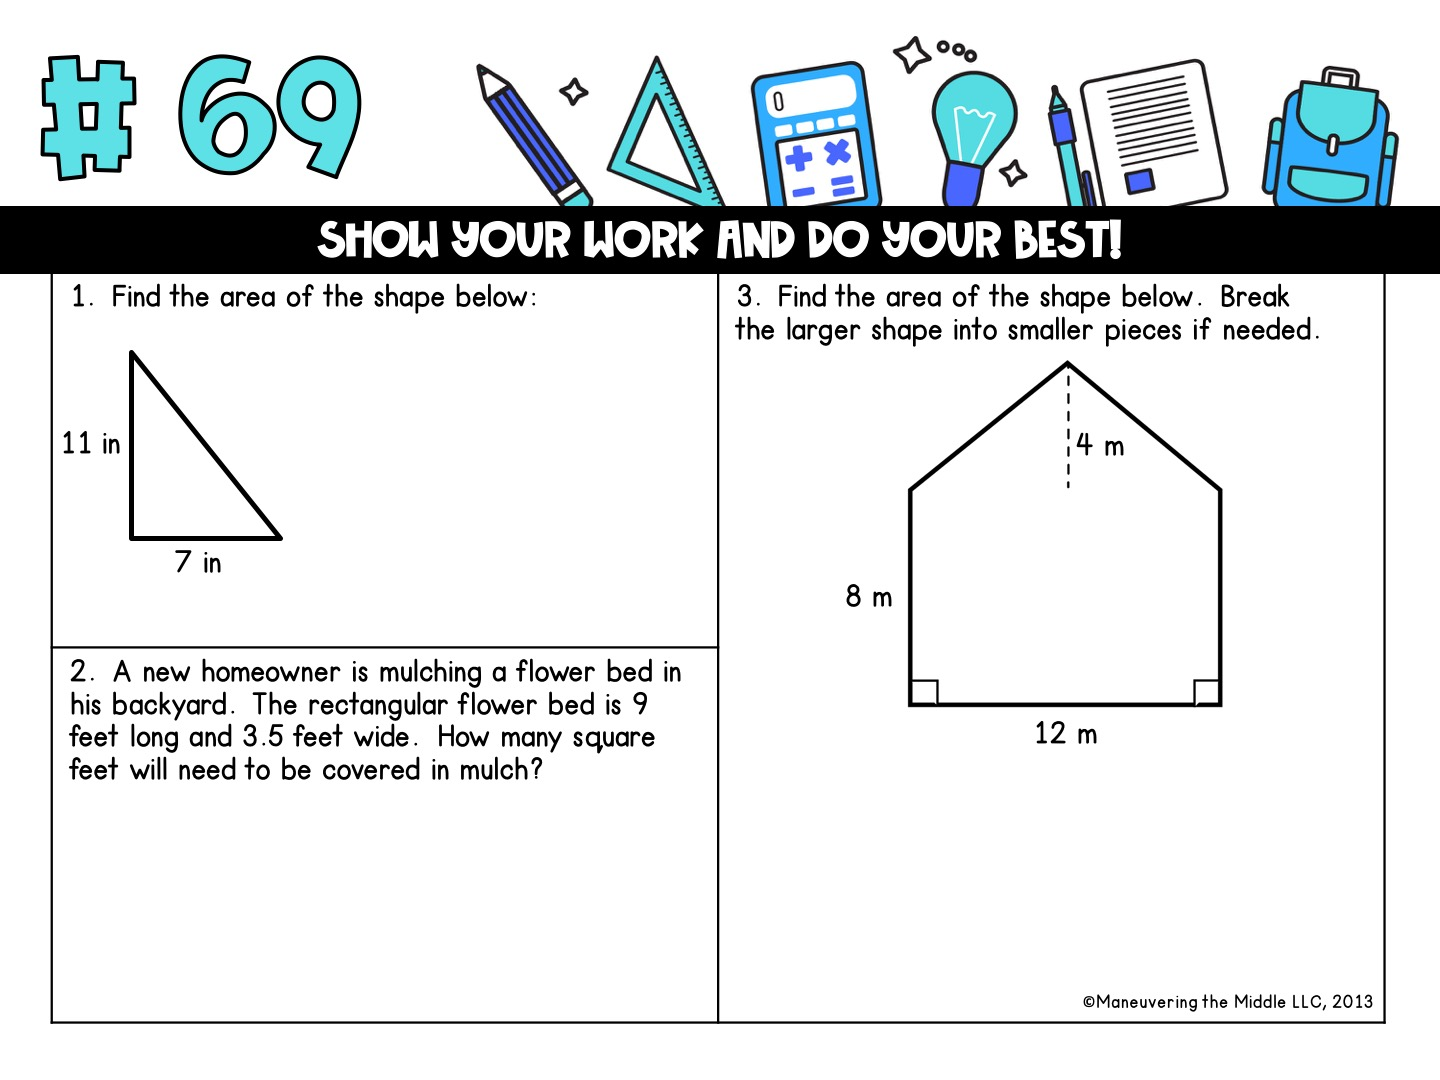 # 69
0
SHOW YOUR WORK AND DO YOUR BEST!
1. Find the area of the shape below:
11 in
7 in
2. A new homeowner is mulching a flower bed in
his backyard. The rectangular flower bed is 9
feet long and 3.5 feet wide. How many square
feet will need to be covered in mulch?
3. Find the area of the shape below. Break
the larger shape into smaller pieces if needed.
4 m
8 m
12 m
©Maneuvering the Middle LLC, 2013